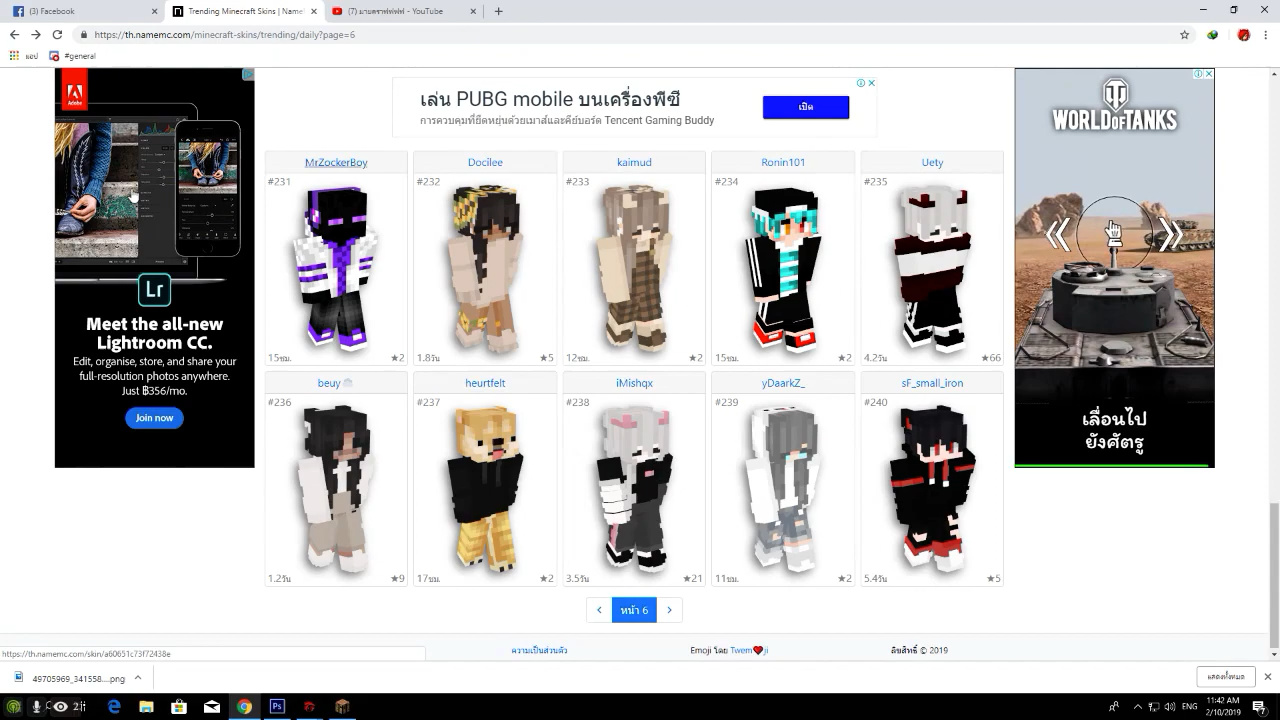 (3) Facebook
Trending Minecraft Skins | Name
(7) มายคราฟฟฟฟ - YouTube
https://th.namemc.com/minecraft-skins/trending/daily?page=6
แอป
#general
Adobe
Lr
Meet the all-new
Lightroom CC.
Edit, organise, store, and share your
full-resolution photos anywhere.
Just ฿356/mo.
Join now
เล่น PUBG mobile บนเครื่องพีซี
การควบคุมที่ยืดหยุ่นด้วยเมาส์และคีย์บอร์ด Tencent Gaming Buddy
เปิด
WORLD OF TANKS
เลื่อนไป
ยังศัตรู
MrZockerBoy
Docilee
kaimud
Ronin101
Uety
#231
#232
#233
#234
#235
15ชม.
★2
1.8วัน
★5
12ชม.
★2
15ชม.
★2
4.2วัน
★66
beuy
heurtfelt
iMishqx
yDaarkZ_
sF_small_iron
#236
#237
#238
#239
#240
1.2วัน
★9
17ชม.
★2
3.5วัน
★21
11ชม.
★2
5.4วัน
★5
หน้า 6
https://th.namemc.com/skin/a60651c73f72438e
ความเป็นส่วนตัว
Emoji โดย Twem❤ji
ลิขสิทธิ์ © 2019
49705969_341558....png
แสดงทั้งหมด
Ps
ENG
11:42 AM
2/10/2019